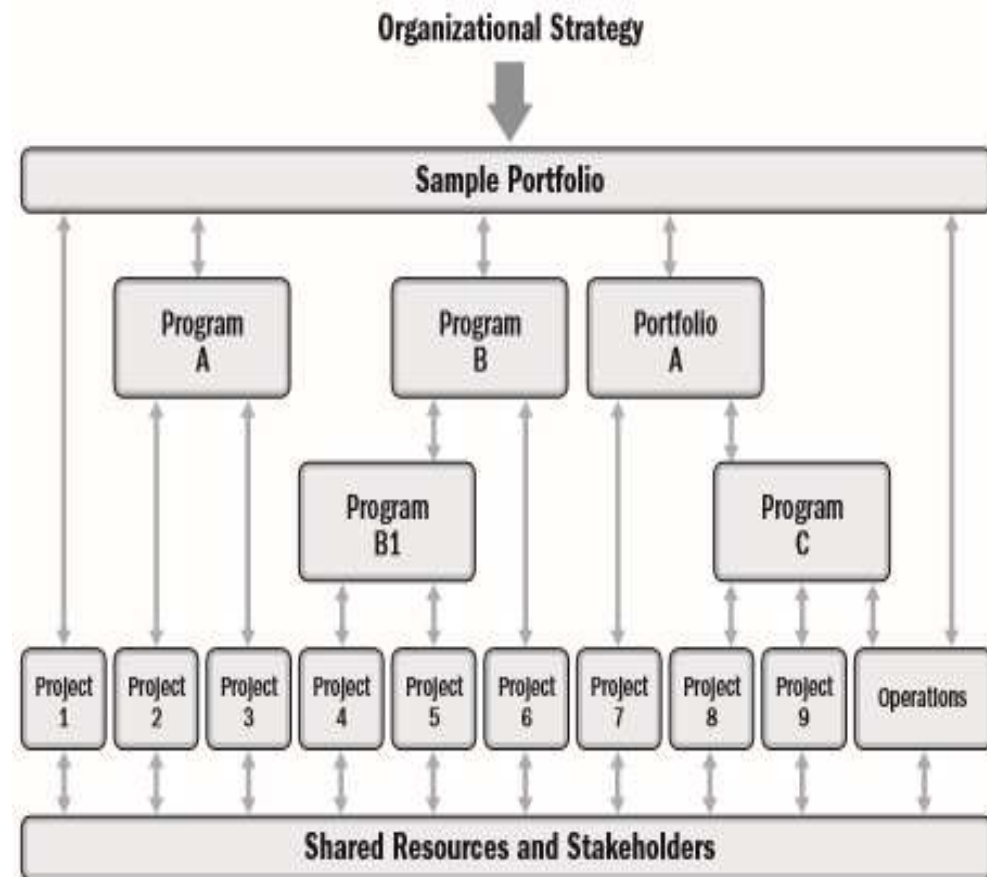 Organizational Strategy
Sample Portfolio
Program
A
Program
B
Portfolio
A
Program
B1
Program
C
Project
1
Project
2
Project
3
Project
4
Project
5
Project
6
Project
7
Project
8
Project
9
Operations
Shared Resources and Stakeholders